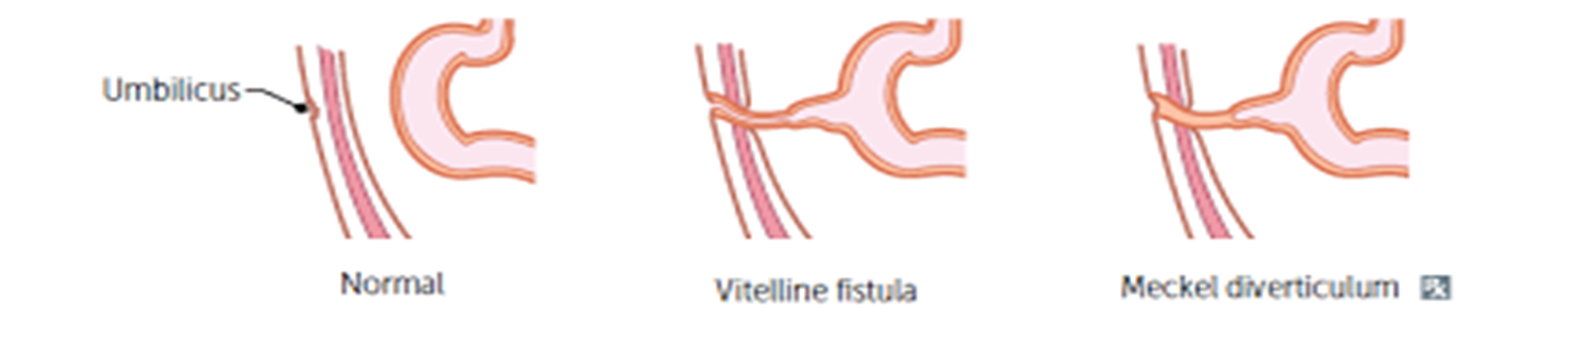 Umbilicus
Normal
Vitelline fistula
Meckel diverticulum